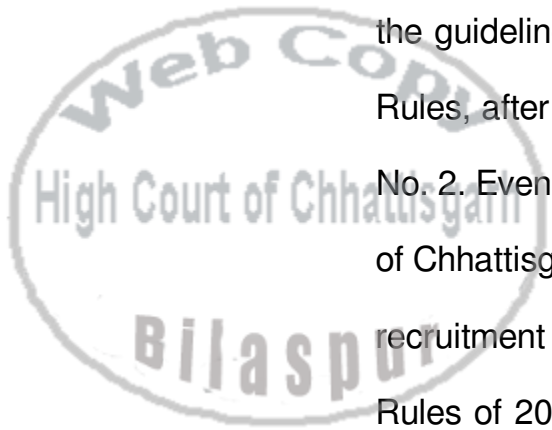 the guidelin
Rules, after
No. 2. Even
of Chhattisg
recruitment
Rules of 20
Web Copy
High Court of Chhattisgarh
Bilaspur